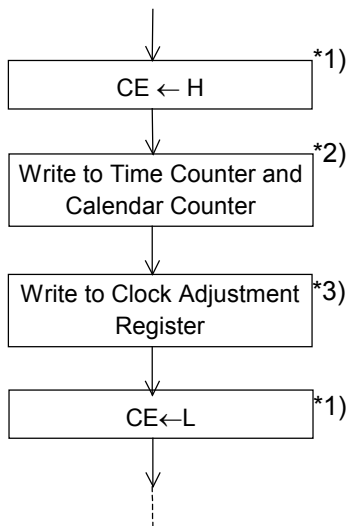 *1)
CE ← H
*2)
Write to Time Counter and
Calendar Counter
*3)
Write to Clock Adjustment
Register
*1)
CE←L